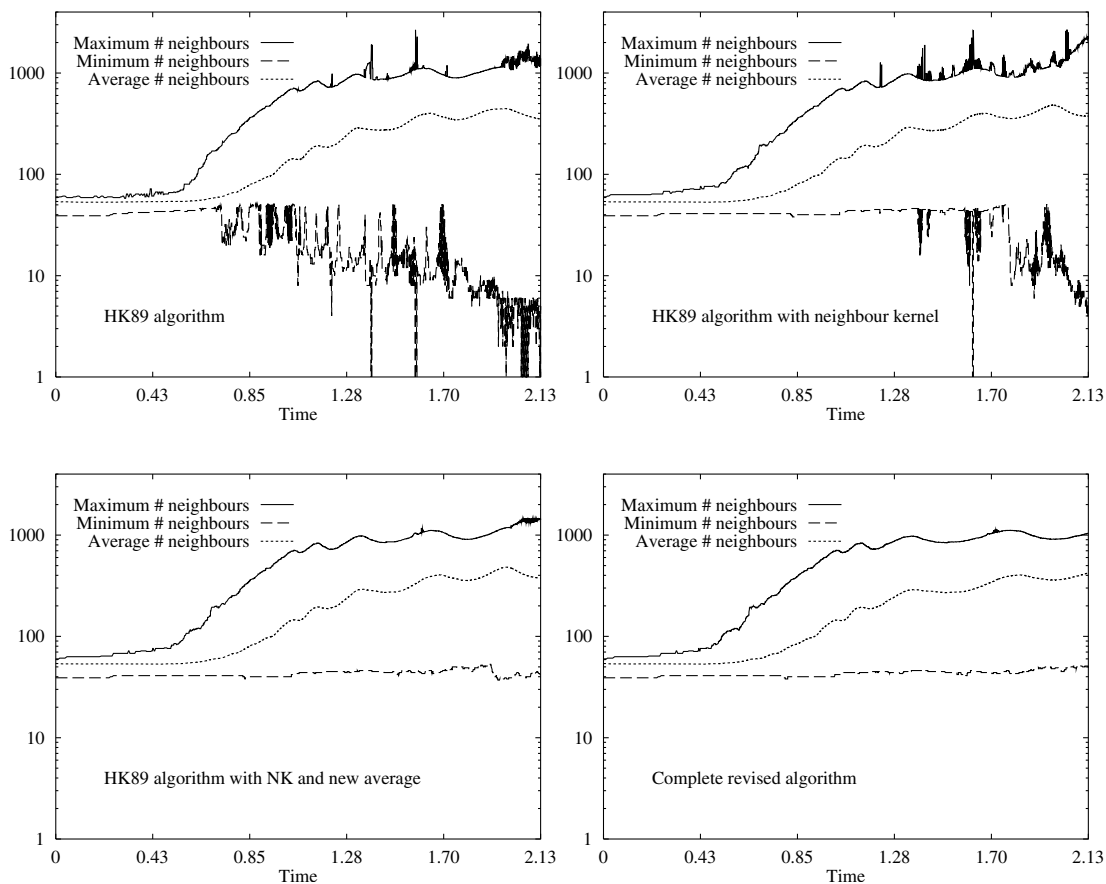 Maximum # neighbours
Minimum # neighbours
Average # neighbours
1000
100
10
1
HK89 algorithm
0 0.43 0.85 1.28 1.70 2.13
Time
Maximum # neighbours
Minimum # neighbours
Average # neighbours
1000
100
10
1
HK89 algorithm with neighbour kernel
0 0.43 0.85 1.28 1.70 2.13
Time
Maximum # neighbours
Minimum # neighbours
Average # neighbours
1000
100
10
1
HK89 algorithm with NK and new average
0 0.43 0.85 1.28 1.70 2.13
Time
Maximum # neighbours
Minimum # neighbours
Average # neighbours
1000
100
10
1
Complete revised algorithm
0 0.43 0.85 1.28 1.70 2.13
Time